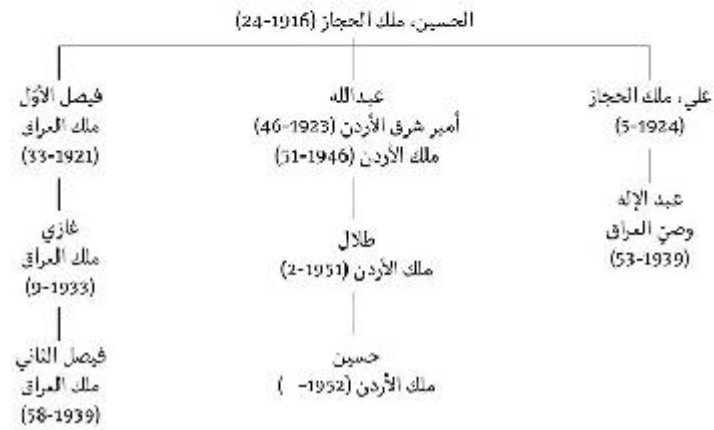 الحسين، ملك الحجاز (1916-24)
علي، ملك الحجاز
(1924-5)
عبد الإله
وصيّ العراق
(1939-53)
عبدالله
أمير شرق الأردن (1923-46)
ملك الأردن (1946-51)
طلال
ملك الأردن (1951-2)
حسين
ملك الأردن (1952- )
فيصل الأوّل
ملك العراق
(1921-33)
غازي
ملك العراق
(1933-9)
فيصل الثاني
ملك العراق
(1939-58)